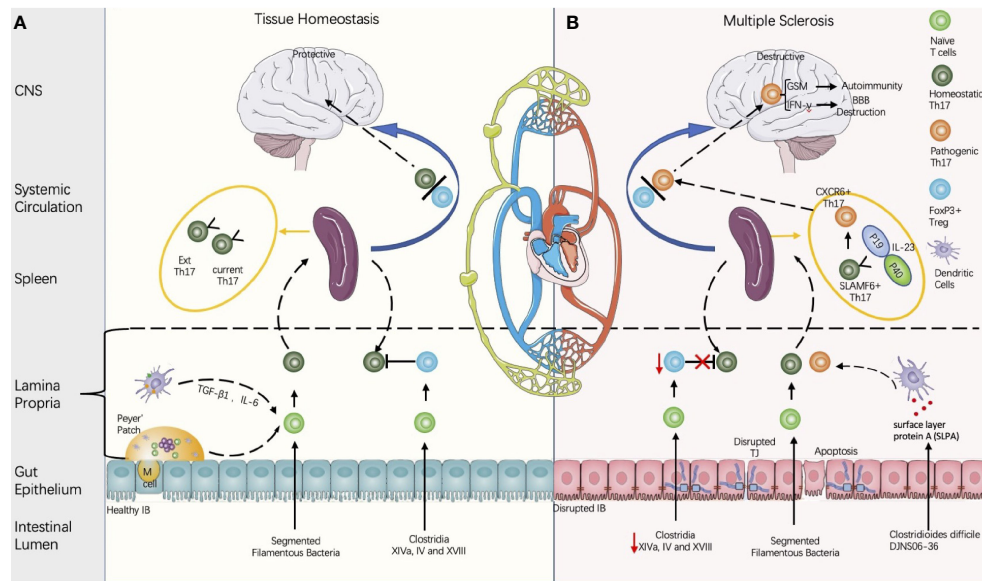 A
Tissue Homeostasis
B
Multiple Sclerosis
CNS
Systemic
Circulation
Spleen
Lamina
Propria
Gut
Epithelium
Intestinal
Lumen
Protective
Ext
Th17
current
Th17
TGF-β1 , IL-6
Peyer'
Patch
M
cell
Healthy IB
Segmented
Filamentous Bacteria
Clostridia
XIVa, IV and XVIII
Destructive
GSM
Autoimmunity
IFN-γ
BBB
Destruction
CXCR6+
Th17
P19
IL-23
P40
SLAMF6+
Th17
surface layer
protein A (SLPA)
Disrupted
TJ
Apoptosis
Disrupted IB
Clostridia
XIVa, IV and XVIII
Segmented
Filamentous Bacteria
Clostridioides difficile
DJNS06-36
Naïve
T cells
Homeostatic
Th17
Pathogenic
Th17
FoxP3+
Treg
Dendritic
Cells